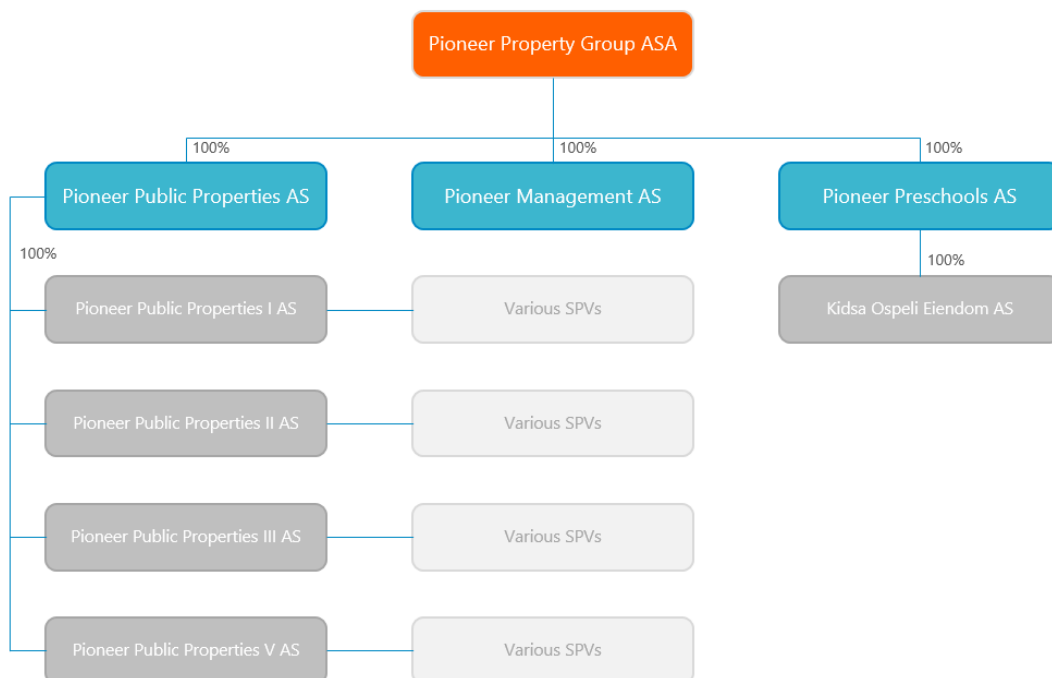 Pioneer Property Group ASA
100%
100%
100%
Pioneer Public Properties AS
Pioneer Management AS
Pioneer Preschools AS
100%
100%
Pioneer Public Properties I AS
Various SPVs
Kidsa Ospeli Eiendom AS
Pioneer Public Properties II AS
Various SPVs
Pioneer Public Properties III AS
Various SPVs
Pioneer Public Properties V AS
Various SPVs